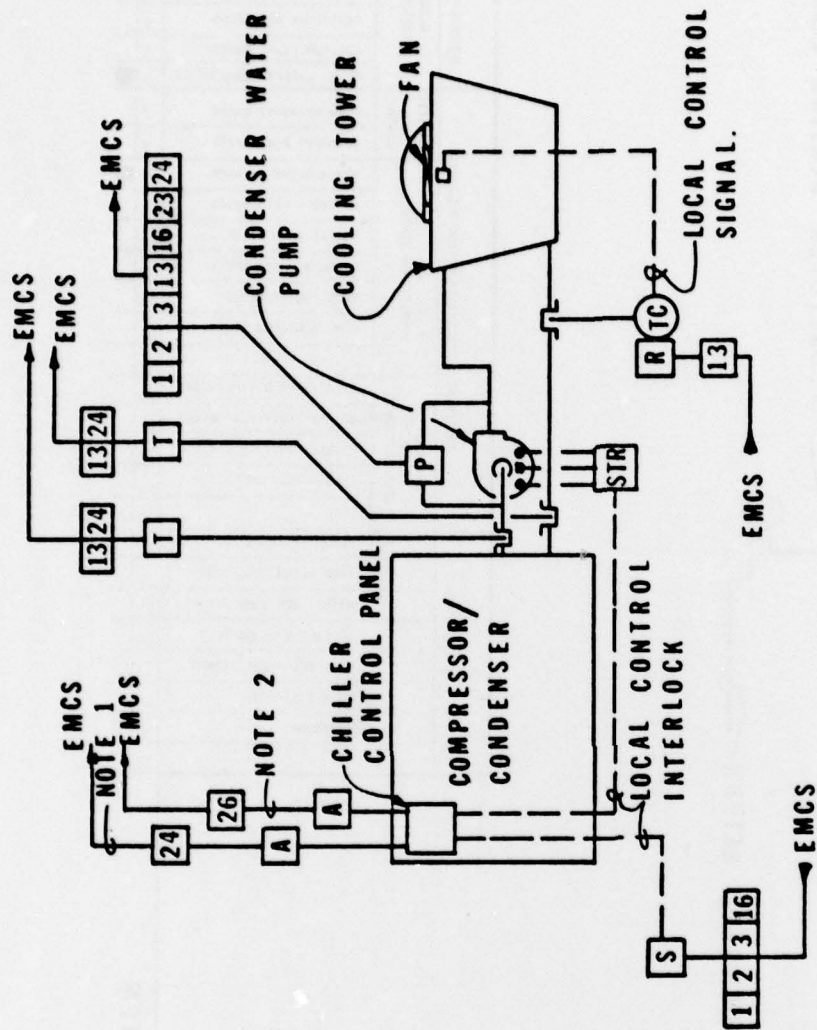 EMCS
NOTE 1
EMCS
24
26
NOTE 2
A
A
CHILLER
CONTROL PANEL
COMPRESSOR/
CONDENSER
LOCAL CONTROL
INTERLOCK
S
1 2 3 16
EMCS
EMCS
EMCS
13 24
13 24
T
T
EMCS
1 2 3 13 16 23 24
CONDENSER WATER
PUMP
P
STR
COOLING TOWER
FAN
R
TC
13
EMCS
LOCAL CONTROL
SIGNAL.